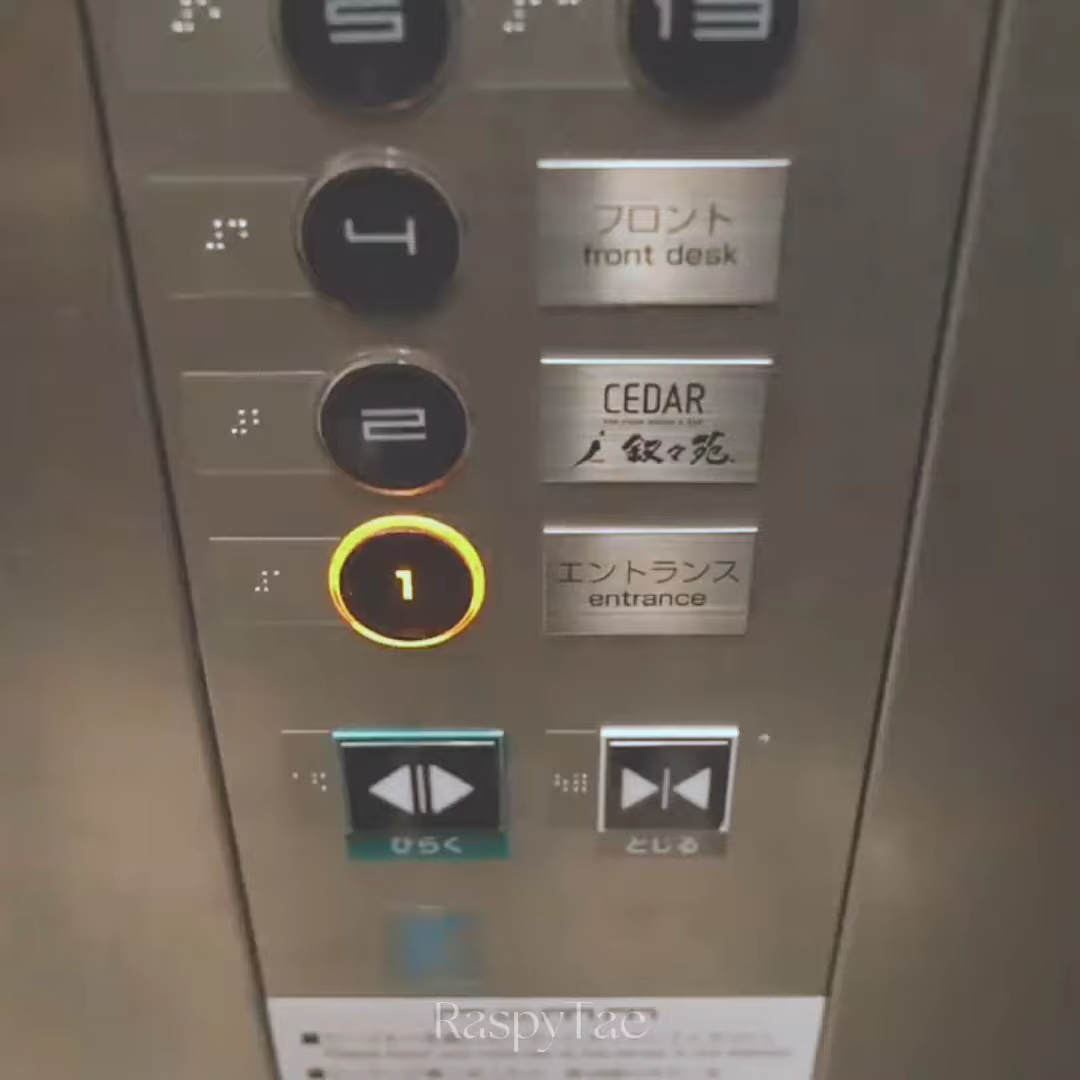 5
13
4
フロント
front desk
2
CEDAR
叙々苑
1
エントランス
entrance
ひらく
とじる
RaspyTae